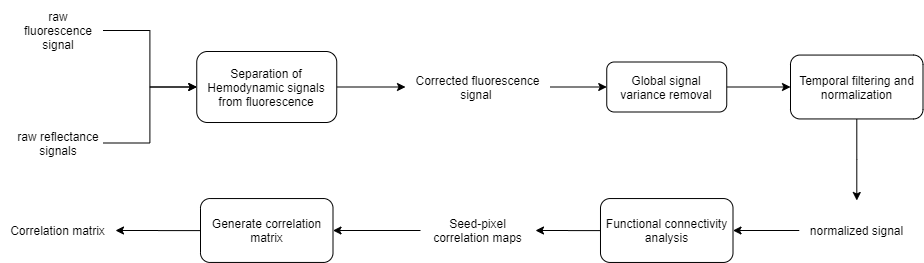 raw
fluorescence
signal
raw reflectance
signals
Separation of
Hemodynamic signals
from fluorescence
Corrected fluorescence
signal
Global signal
variance removal
Temporal filtering and
normalization
normalized signal
Functional connectivity
analysis
Seed-pixel
correlation maps
Generate correlation
matrix
Correlation matrix